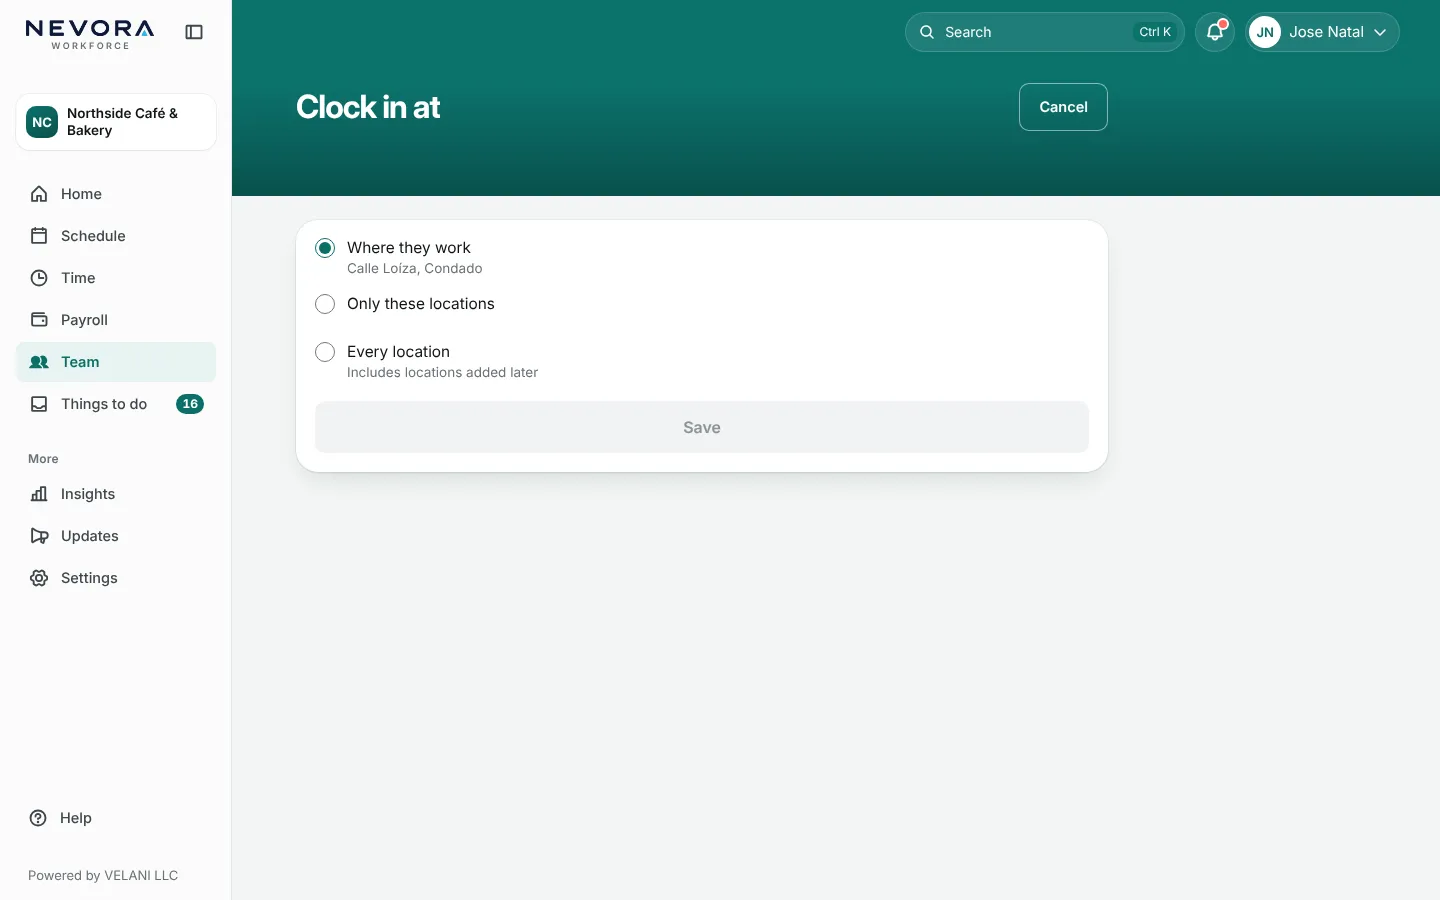 NEVORA
WORKFORCE
Search
Ctrl K
JN
Jose Natal
NC
Northside Café &
Bakery
Clock in at
Cancel
Home
Schedule
Time
Payroll
Team
Things to do
16
More
Insights
Updates
Settings
Where they work
Calle Loíza, Condado
Only these locations
Every location
Includes locations added later
Save
Help
Powered by VELANI LLC